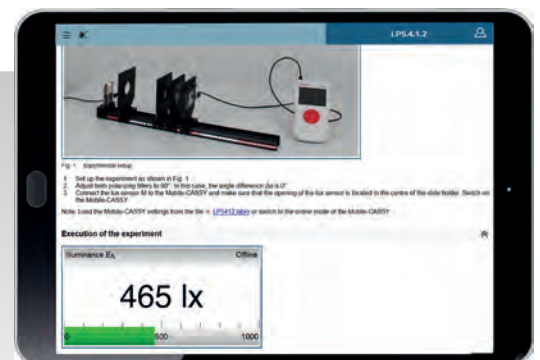 LP5.4.1.2
Fig. 1 Experimental setup
1 Set up the experiment as shown in Fig. 1
2. Adjust both polarizing filters to 90°. In this case, the angle difference Δα is 0°
3. Connect the lux sensor M to the Mobile-CASSY and make sure that the opening of the lux sensor is located in the centre of the slide holder. Switch on
the Mobile-CASSY
Note: Load the Mobile-CASSY settings from the file LP5412.labm or switch to the online mode of the Mobile-CASSY
Execution of the experiment
Illuminance E Offline
465 lx
0 500 1000